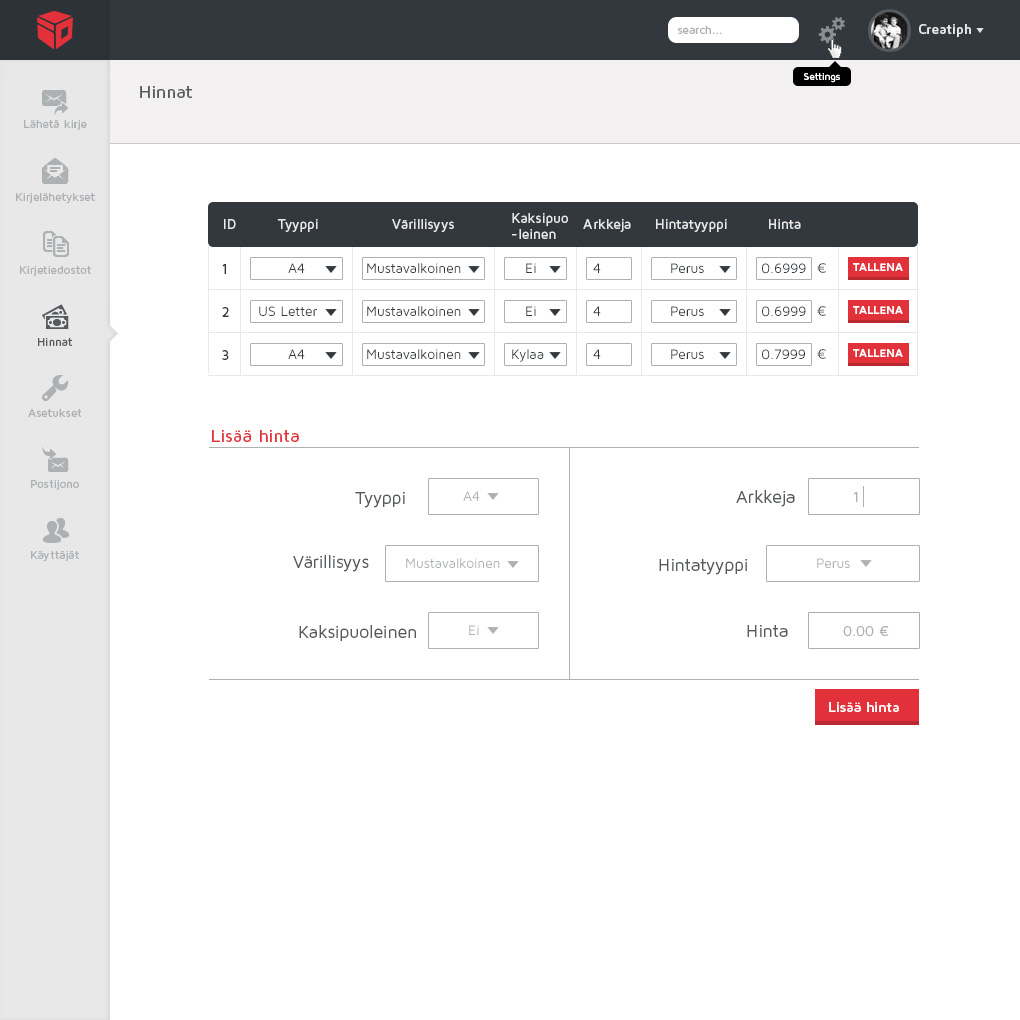 search...
Creatiph
Settings
Hinnat
Lähetä kirje
Kirjelähetykset
Kirjetiedostot
Hinnat
Asetukset
Postijono
Käyttäjät
ID Tyyppi Värillisyys Kaksipuo Arkkeja Hintatyyppi Hinta
-leinen
1 A4 Mustavalkoinen Ei 4 Perus 0.6999 € TALLENA
2 US Letter Mustavalkoinen Ei 4 Perus 0.6999 € TALLENA
3 A4 Mustavalkoinen Kylaa 4 Perus 0.7999 € TALLENA
Lisää hinta
Tyyppi A4 Arkkeja 1
Värillisyys Mustavalkoinen Hintatyyppi Perus
Kaksipuoleinen Ei Hinta 0.00 €
Lisää hinta